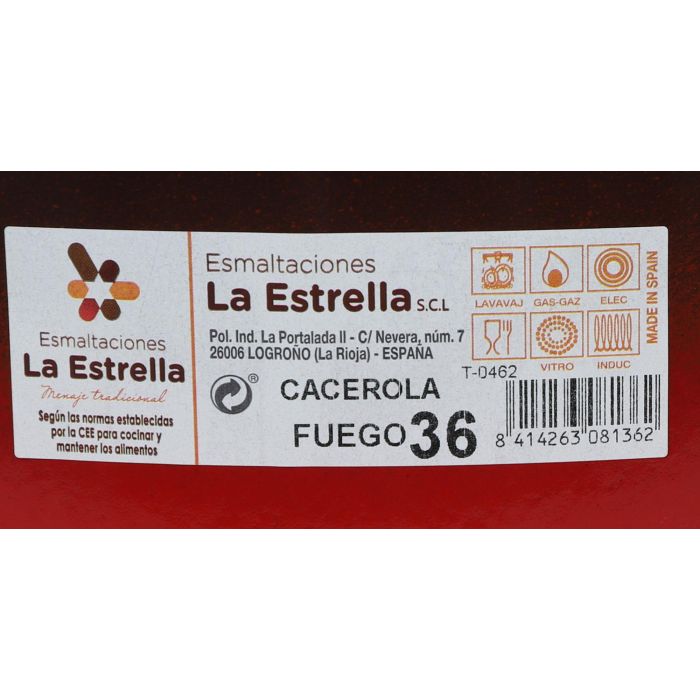 Esmaltaciones
La Estrella
Menaje tradicional
Según las normas establecidas
por la CEE para cocinar y
mantener los alimentos
Esmaltaciones
La Estrella S.C.L
Pol. Ind. La Portalada II - C/ Nevera, núm. 7
26006 LOGROÑO (La Rioja) - ESPAÑA
®
CACEROLA
FUEGO 36
LAVAVAJ GAS-GAZ ELEC
VITRO INDUC
MADE IN SPAIN
T-0462
8 414263 081362